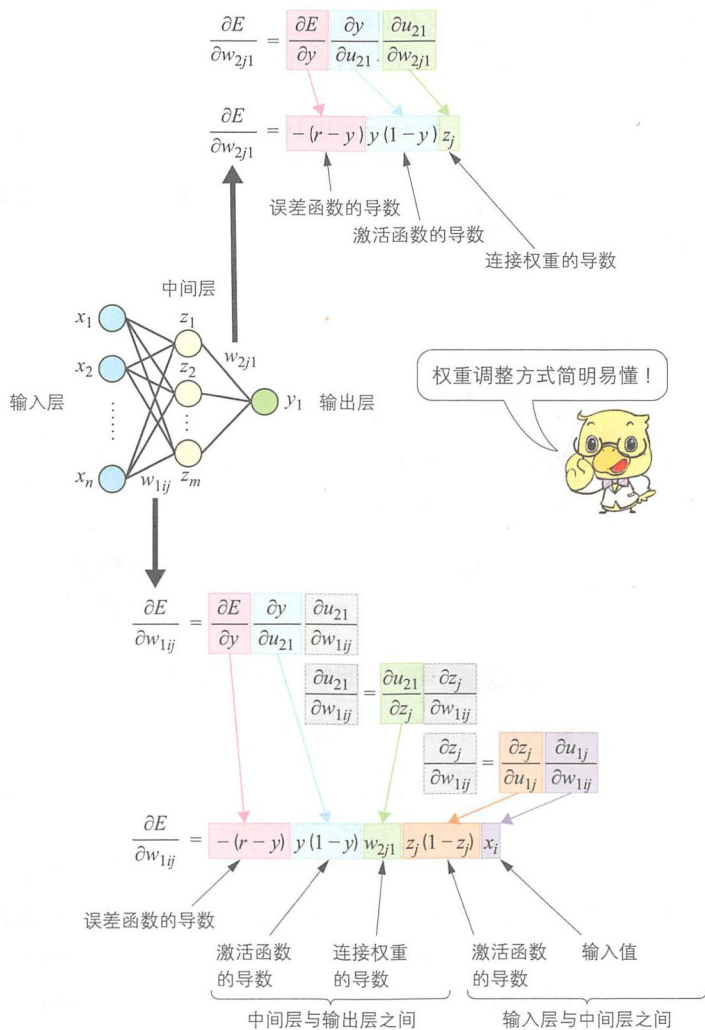 ∂E/∂w₂ⱼ₁ = ∂E/∂y ∂y/∂u₂₁ . ∂u₂₁/∂w₂ⱼ₁
∂E/∂w₂ⱼ₁ = −(r−y) y(1−y) zⱼ
误差函数的导数
激活函数的导数
连接权重的导数
中间层
x₁ z₁
w₂ⱼ₁
x₂ z₂
权重调整方式简明易懂！
输入层 y₁ 输出层
…… …
xₙ w₁ᵢⱼ zₘ
∂E/∂w₁ᵢⱼ = ∂E/∂y ∂y/∂u₂₁ ∂u₂₁/∂w₁ᵢⱼ
∂u₂₁/∂w₁ᵢⱼ = ∂u₂₁/∂zⱼ ∂zⱼ/∂w₁ᵢⱼ
∂zⱼ/∂w₁ᵢⱼ = ∂zⱼ/∂u₁ⱼ ∂u₁ⱼ/∂w₁ᵢⱼ
∂E/∂w₁ᵢⱼ = −(r−y) y(1−y) w₂ⱼ₁ zⱼ(1−zⱼ) xᵢ
误差函数的导数
激活函数
的导数
连接权重
的导数
激活函数
的导数
输入值
中间层与输出层之间
输入层与中间层之间